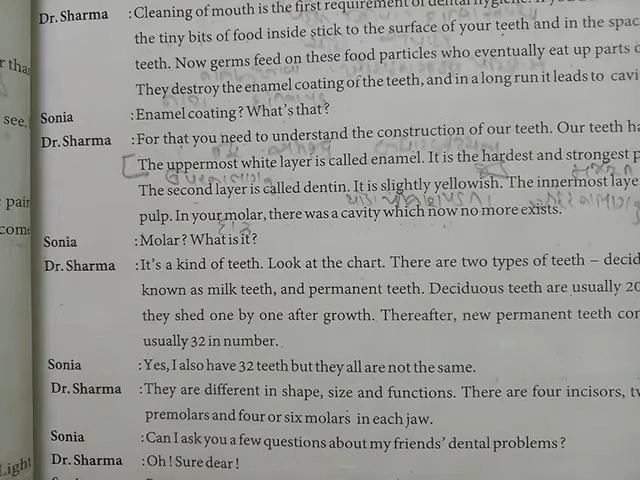 Dr. Sharma : Cleaning of mouth is the first requirement of dental hygiene. If
the tiny bits of food inside stick to the surface of your teeth and in the
teeth. Now germs feed on these food particles who eventually eat up parts
They destroy the enamel coating of the teeth, and in a long run it leads to
Sonia : Enamel coating? What's that?
Dr. Sharma : For that you need to understand the construction of our teeth. Our teeth
The uppermost white layer is called enamel. It is the hardest and strongest
The second layer is called dentin. It is slightly yellowish. The innermost
pulp. In your molar, there was a cavity which now no more exists.
Sonia : Molar? What is it?
Dr. Sharma : It's a kind of teeth. Look at the chart. There are two types of teeth –
known as milk teeth, and permanent teeth. Deciduous teeth are usually 20
they shed one by one after growth. Thereafter, new permanent teeth
usually 32 in number.
Sonia : Yes, I also have 32 teeth but they all are not the same.
Dr. Sharma : They are different in shape, size and functions. There are four incisors,
premolars and four or six molars in each jaw.
Sonia : Can I ask you a few questions about my friends' dental problems?
Dr. Sharma : Oh! Sure dear!